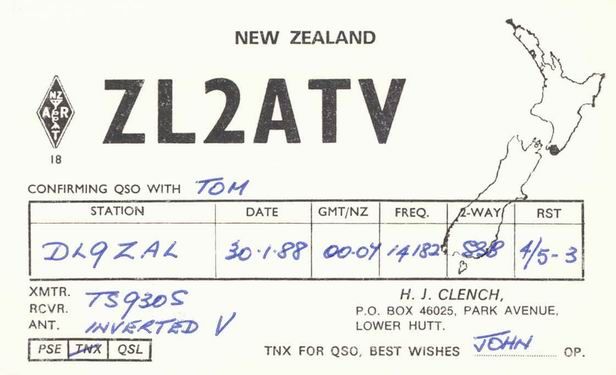 NEW ZEALAND
ZL2ATV
NZ
A R
T
18
CONFIRMING QSO WITH TOM
STATION DATE GMT/NZ FREQ. 2-WAY RST
DL9ZAL 30·1·88 00·07 14182 SSB 4/5-3
XMTR. TS930S
RCVR.
ANT. INVERTED V
H. J. CLENCH,
P.O. BOX 46025, PARK AVENUE,
LOWER HUTT.
PSE TNX QSL
TNX FOR QSO, BEST WISHES JOHN OP.